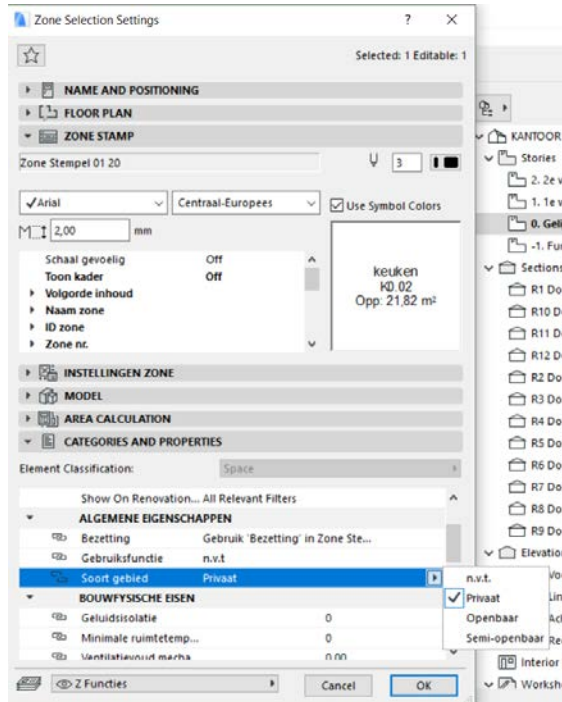 Zone Selection Settings ? ×
Selected: 1 Editable: 1
NAME AND POSITIONING
FLOOR PLAN
ZONE STAMP
Zone Stempel 01 20
3
Arial
Centraal-Europees
Use Symbol Colors
2,00 mm
Schaal gevoelig Off
Toon kader Off
Volgorde inhoud
Naam zone
ID zone
Zone nr.
keuken
K0.02
Opp: 21,82 m²
INSTELLINGEN ZONE
MODEL
AREA CALCULATION
CATEGORIES AND PROPERTIES
Element Classification: Space
Show On Renovation... All Relevant Filters
ALGEMENE EIGENSCHAPPEN
Bezetting Gebruik 'Bezetting' in Zone Ste...
Gebruiksfunctie n.v.t
Soort gebied Privaat
BOUWFYSISCHE EISEN
Geluidsisolatie 0
Minimale ruimtetemp... 0
Ventilatievoud mecha 0.00
Z Functies
Cancel
OK
n.v.t.
Privaat
Openbaar
Semi-openbaar
KANTOOR
Stories
2. 2e v
1. 1e v
0. Geli
-1. Fu
Sections
R1 Do
R10 D
R11 D
R12 D
R2 Do
R3 Do
R4 Do
R5 Do
R6 Do
R7 Do
R8 Do
R9 Do
Elevation
Interior
Worksh